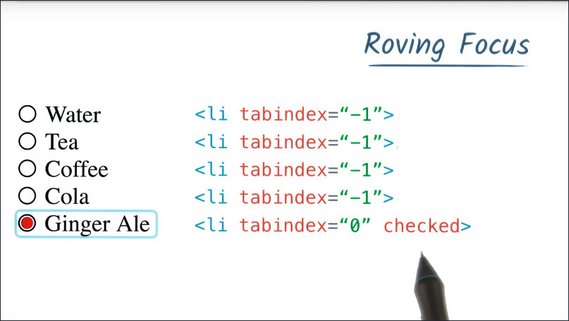 Roving Focus
Water <li tabindex=“-1”>
Tea <li tabindex=“-1”>
Coffee <li tabindex=“-1”>
Cola <li tabindex=“-1”>
Ginger Ale <li tabindex=“0” checked>